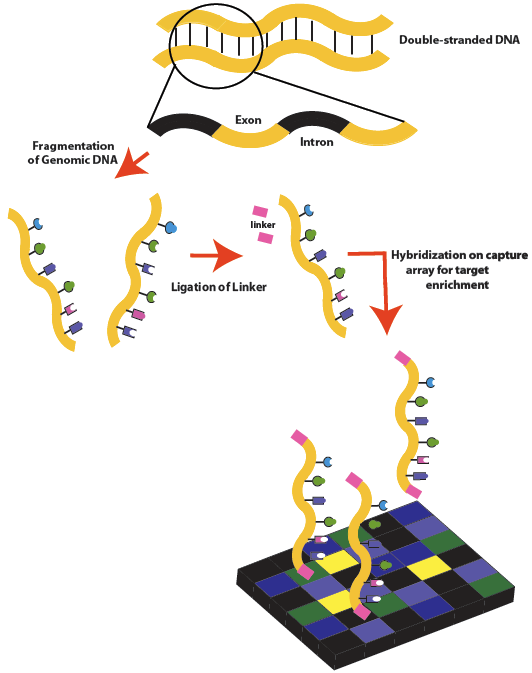 Double-stranded DNA
Exon
Intron
Fragmentation
of Genomic DNA
linker
Ligation of Linker
Hybridization on capture
array for target
enrichment